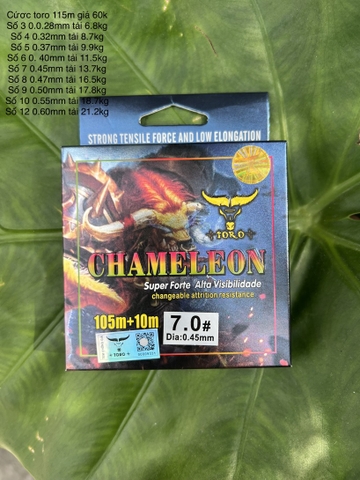 Cược toro 115m giá 60k
Số 3 0.0.28mm tải 6.8kg
Số 4 0.32mm tải 8.7kg
Số 5 0.37mm tải 9.9kg
Số 6 0. 40mm tải 11.5kg
Số 7 0.45mm tải 13.7kg
Số 8 0.47mm tải 16.5kg
Số 9 0.50mm tải 17.8kg
Số 10 0.55mm tải 18.7kg
Số 12 0.60mm tải 21.2kg
STRONG TENSILE FORCE AND LOW ELONGATION
TORO
CHAMELEON
Super Forte Alta Visibilidade
changeable attrition resistance
105m+10m
7.0#
Dia:0.45mm
TORO